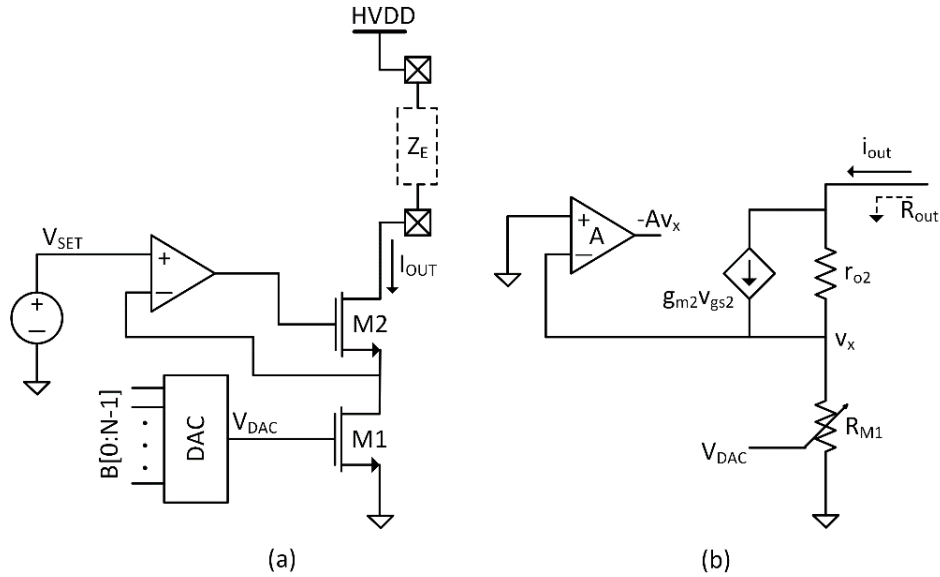 HVDD
Z_E
V_SET
+
−
+
−
I_OUT
M2
B[0:N-1]
DAC
V_DAC
M1
(a)
i_out
R_out
+
A
−
-Av_x
g_m2v_gs2
r_o2
v_x
R_M1
V_DAC
(b)